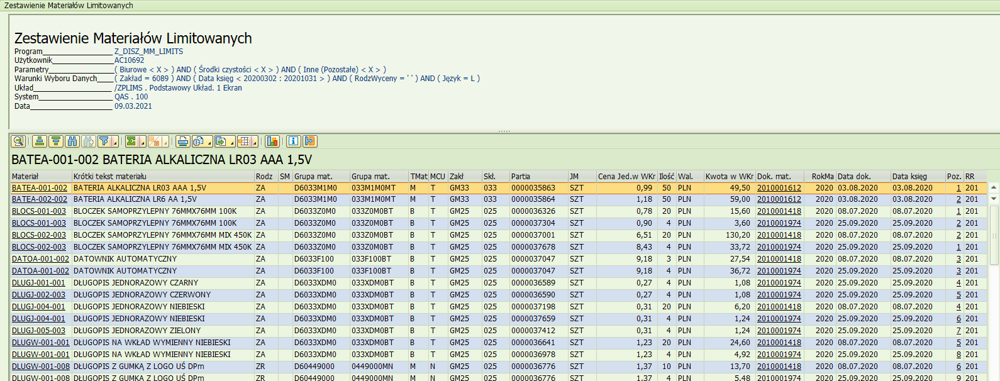 Zestawienie Materiałów Limitowanych
Zestawienie Materiałów Limitowanych
Program Z_DISZ_MM_LIMITS
Użytkownik AC10692
Parametry ( Biurowe < X > ) AND ( Środki czystości < X > ) AND ( Inne (Pozostałe) < X > )
Warunki Wyboru Danych ( Zakład = 6089 ) AND ( Data księg < 20200302 : 20201031 > ) AND ( RodzWyceny = ' ' ) AND ( Język = L )
Układ /ZPLIMS . Podstawowy Układ. 1 Ekran
System QAS . 100
Data 09.03.2021
BATEA-001-002 BATERIA ALKALICZNA LR03 AAA 1,5V
Materiał Krótki tekst materiału Rodz SM Grupa mat. Grupa mat. TMat MCU Zakł Skł. Partia JM Cena Jed.w WKr Ilość Wal. Kwota w WKr Dok. mat. RokMa Data dok. Data księg Poz. RR
BATEA-001-002 BATERIA ALKALICZNA LR03 AAA 1,5V ZA D6033M1M0 033M1M0MT M T GM33 033 0000035863 SZT 0,99 50 PLN 49,50 2010001612 2020 03.08.2020 03.08.2020 1 201
BATEA-002-002 BATERIA ALKALICZNA LR6 AA 1,5V ZA D6033M1M0 033M1M0MT M T GM33 033 0000035864 SZT 1,18 50 PLN 59,00 2010001612 2020 03.08.2020 03.08.2020 2 201
BLOCS-001-003 BLOCZEK SAMOPRZYLEPNY 76MMX76MM 100K ZA D6033Z0M0 033Z0M0BT B T GM25 025 0000036326 SZT 0,78 20 PLN 15,60 2010001418 2020 08.07.2020 08.07.2020 1 201
BLOCS-001-003 BLOCZEK SAMOPRZYLEPNY 76MMX76MM 100K ZA D6033Z0M0 033Z0M0BT B T GM25 025 0000037304 SZT 0,90 4 PLN 3,60 2010001974 2020 25.09.2020 25.09.2020 2 201
BLOCS-002-003 BLOCZEK SAMOPRZYLEPNY 76MMX76MM MIX 450K ZA D6033Z0M0 033Z0M0BT B T GM25 025 0000037001 SZT 6,51 20 PLN 130,20 2010001418 2020 08.07.2020 08.07.2020 2 201
BLOCS-002-003 BLOCZEK SAMOPRZYLEPNY 76MMX76MM MIX 450K ZA D6033Z0M0 033Z0M0BT B T GM25 025 0000037678 SZT 8,43 4 PLN 33,72 2010001974 2020 25.09.2020 25.09.2020 1 201
DATOA-001-002 DATOWNIK AUTOMATYCZNY ZA D6033F100 033F100BT B T GM25 025 0000037047 SZT 9,18 3 PLN 27,54 2010001418 2020 08.07.2020 08.07.2020 3 201
DATOA-001-002 DATOWNIK AUTOMATYCZNY ZA D6033F100 033F100BT B T GM25 025 0000037047 SZT 9,18 4 PLN 36,72 2010001974 2020 25.09.2020 25.09.2020 3 201
DLUGJ-001-001 DŁUGOPIS JEDNORAZOWY CZARNY ZA D6033XDM0 033XDM0BT B T GM25 025 0000036589 SZT 0,27 4 PLN 1,08 2010001974 2020 25.09.2020 25.09.2020 4 201
DLUGJ-002-003 DŁUGOPIS JEDNORAZOWY CZERWONY ZA D6033XDM0 033XDM0BT B T GM25 025 0000036590 SZT 0,27 4 PLN 1,08 2010001974 2020 25.09.2020 25.09.2020 5 201
DLUGJ-004-001 DŁUGOPIS JEDNORAZOWY NIEBIESKI ZA D6033XDM0 033XDM0BT B T GM25 025 0000037198 SZT 0,31 20 PLN 6,20 2010001418 2020 08.07.2020 08.07.2020 4 201
DLUGJ-004-001 DŁUGOPIS JEDNORAZOWY NIEBIESKI ZA D6033XDM0 033XDM0BT B T GM25 025 0000037659 SZT 0,31 4 PLN 1,24 2010001974 2020 25.09.2020 25.09.2020 6 201
DLUGJ-005-003 DŁUGOPIS JEDNORAZOWY ZIELONY ZA D6033XDM0 033XDM0BT B T GM25 025 0000037412 SZT 0,31 4 PLN 1,24 2010001974 2020 25.09.2020 25.09.2020 7 201
DLUGW-001-001 DŁUGOPIS NA WKŁAD WYMIENNY NIEBIESKI ZA D6033XDM0 033XDM0BT B T GM25 025 0000036641 SZT 1,23 20 PLN 24,60 2010001418 2020 08.07.2020 08.07.2020 5 201
DLUGW-001-001 DŁUGOPIS NA WKŁAD WYMIENNY NIEBIESKI ZA D6033XDM0 033XDM0BT B T GM25 025 0000036978 SZT 1,23 4 PLN 4,92 2010001974 2020 25.09.2020 25.09.2020 8 201
DLUGW-001-008 DŁUGOPIS Z GUMKĄ Z LOGO UŚ DPm ZR D60449000 0449000MN M N GM25 025 0000036776 SZT 1,37 10 PLN 13,70 2010001418 2020 08.07.2020 08.07.2020 6 201
DLUGW-001-008 DŁUGOPIS Z GUMKĄ Z LOGO UŚ DPm ZR D60449000 0449000MN M N GM25 025 0000036776 SZT 1,37 4 PLN 5,48 2010001974 2020 25.09.2020 25.09.2020 9 201